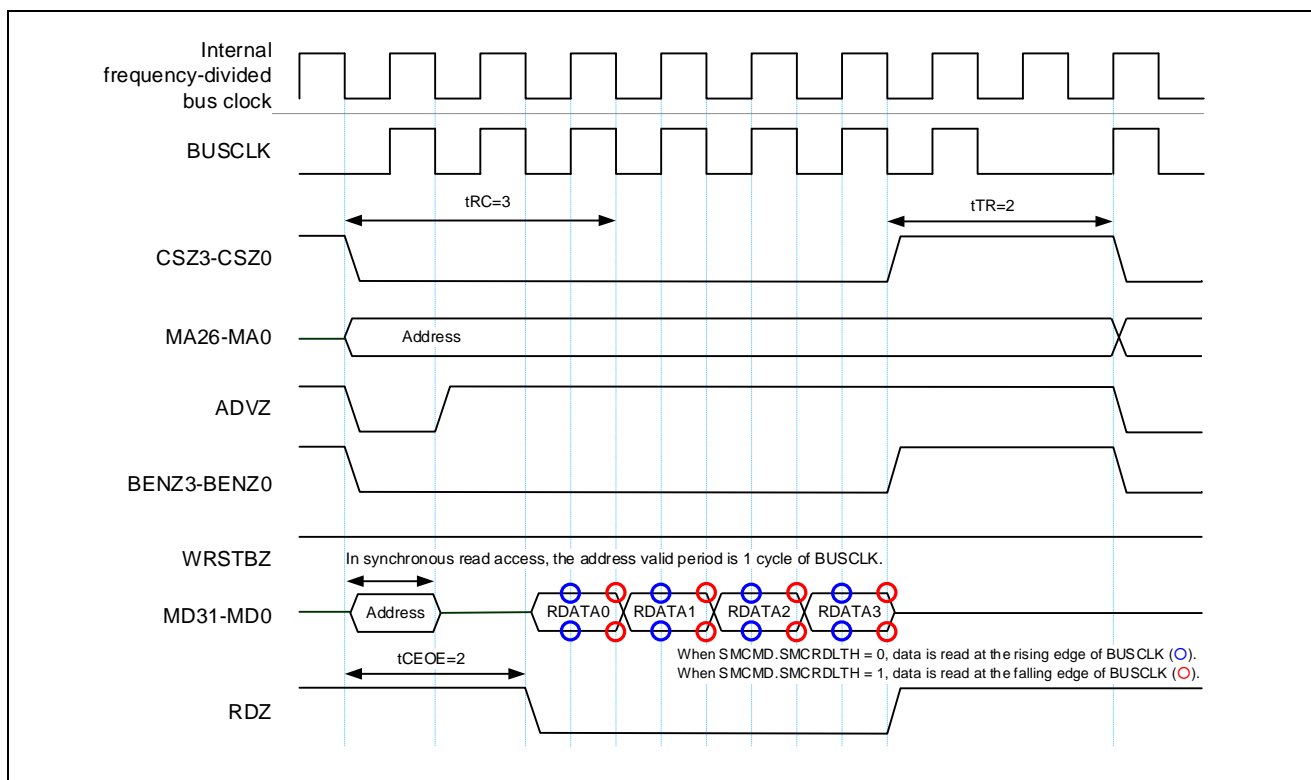 Internal
frequency-divided
bus clock
BUSCLK
tRC=3
tTR=2
CSZ3-CSZ0
MA26-MA0
Address
ADVZ
BENZ3-BENZ0
WRSTBZ
In synchronous read access, the address valid period is 1 cycle of BUSCLK.
MD31-MD0
Address
RDATA0
RDATA1
RDATA2
RDATA3
When SMCMD.SMCRDLTH = 0, data is read at the rising edge of BUSCLK (○).
When SMCMD.SMCRDLTH = 1, data is read at the falling edge of BUSCLK (○).
tCEOE=2
RDZ